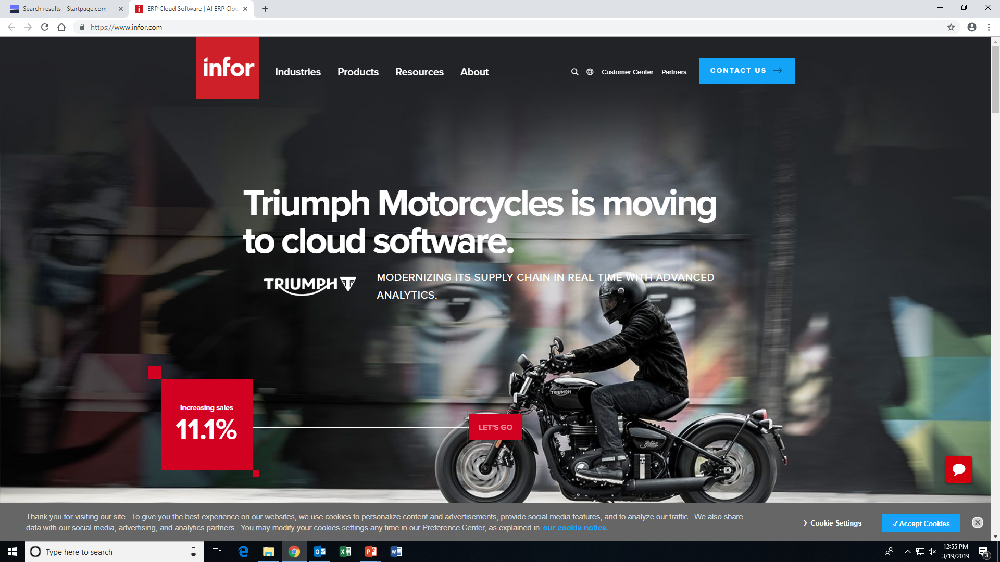 Search results - Startpage.com
ERP Cloud Software | AI ERP Clou
https://www.infor.com
infor
Industries Products Resources About
Customer Center Partners
CONTACT US
Triumph Motorcycles is moving
to cloud software.
TRIUMPH
MODERNIZING ITS SUPPLY CHAIN IN REAL TIME WITH ADVANCED
ANALYTICS.
TRIUMPH
Increasing sales
11.1%
LET'S GO
Bobber
Thank you for visiting our site. To give you the best experience on our websites, we use cookies to personalize content and advertisements, provide social media features, and to analyze our traffic. We also share
data with our social media, advertising, and analytics partners. You may modify your cookies settings any time in our Preference Center, as explained in our cookie notice.
Cookie Settings
Accept Cookies
Type here to search
12:55 PM
3/19/2019
3